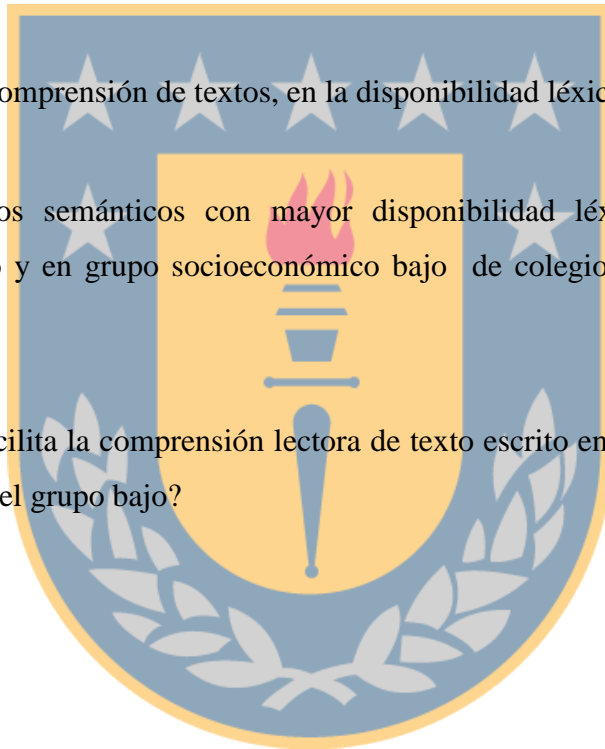 omprensión de textos, en la disponibilidad léxic
os semánticos con mayor disponibilidad léx
y en grupo socioeconómico bajo de colegio
cilita la comprensión lectora de texto escrito en
el grupo bajo?